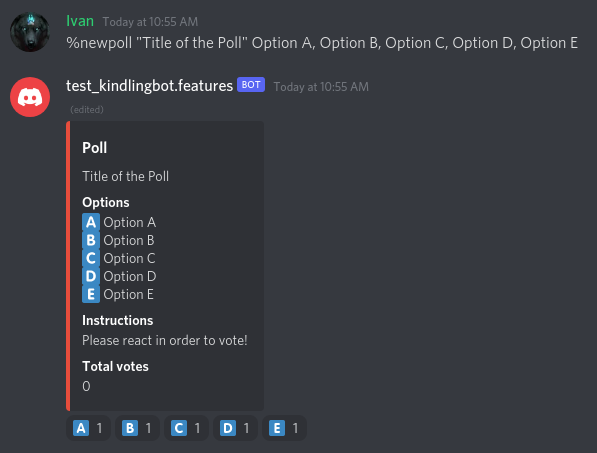 Ivan Today at 10:55 AM
%newpoll "Title of the Poll" Option A, Option B, Option C, Option D, Option E
test_kindlingbot.features BOT Today at 10:55 AM
(edited)
Poll
Title of the Poll
Options
A Option A
B Option B
C Option C
D Option D
E Option E
Instructions
Please react in order to vote!
Total votes
0
A 1 B 1 C 1 D 1 E 1